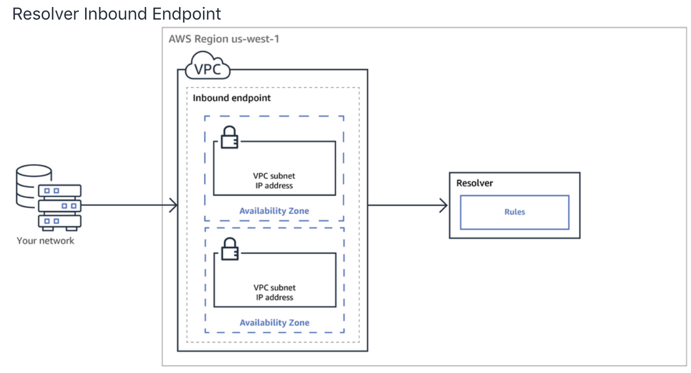 Resolver Inbound Endpoint
AWS Region us-west-1
VPC
Inbound endpoint
VPC subnet
IP address
Availability Zone
VPC subnet
IP address
Availability Zone
Your network
Resolver
Rules